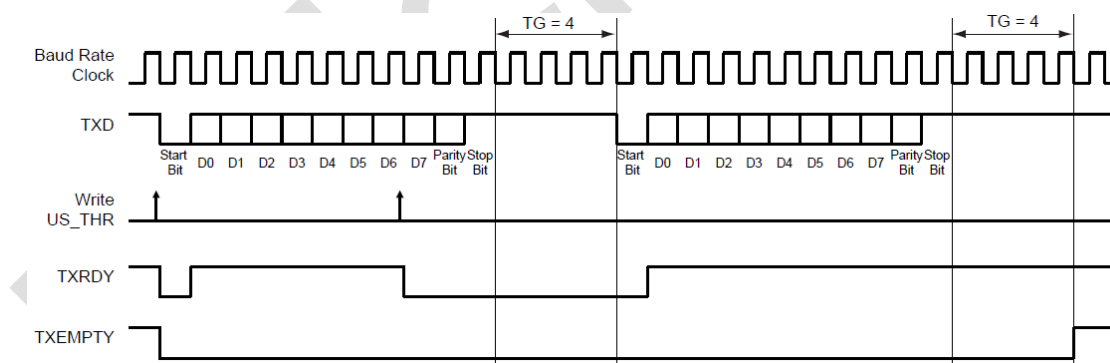 TG = 4 TG = 4
Baud Rate
Clock
TXD
Start
Bit D0 D1 D2 D3 D4 D5 D6 D7 Parity
Bit Stop
Bit Start
Bit D0 D1 D2 D3 D4 D5 D6 D7 Parity
Bit Stop
Bit
Write
US_THR
TXRDY
TXEMPTY